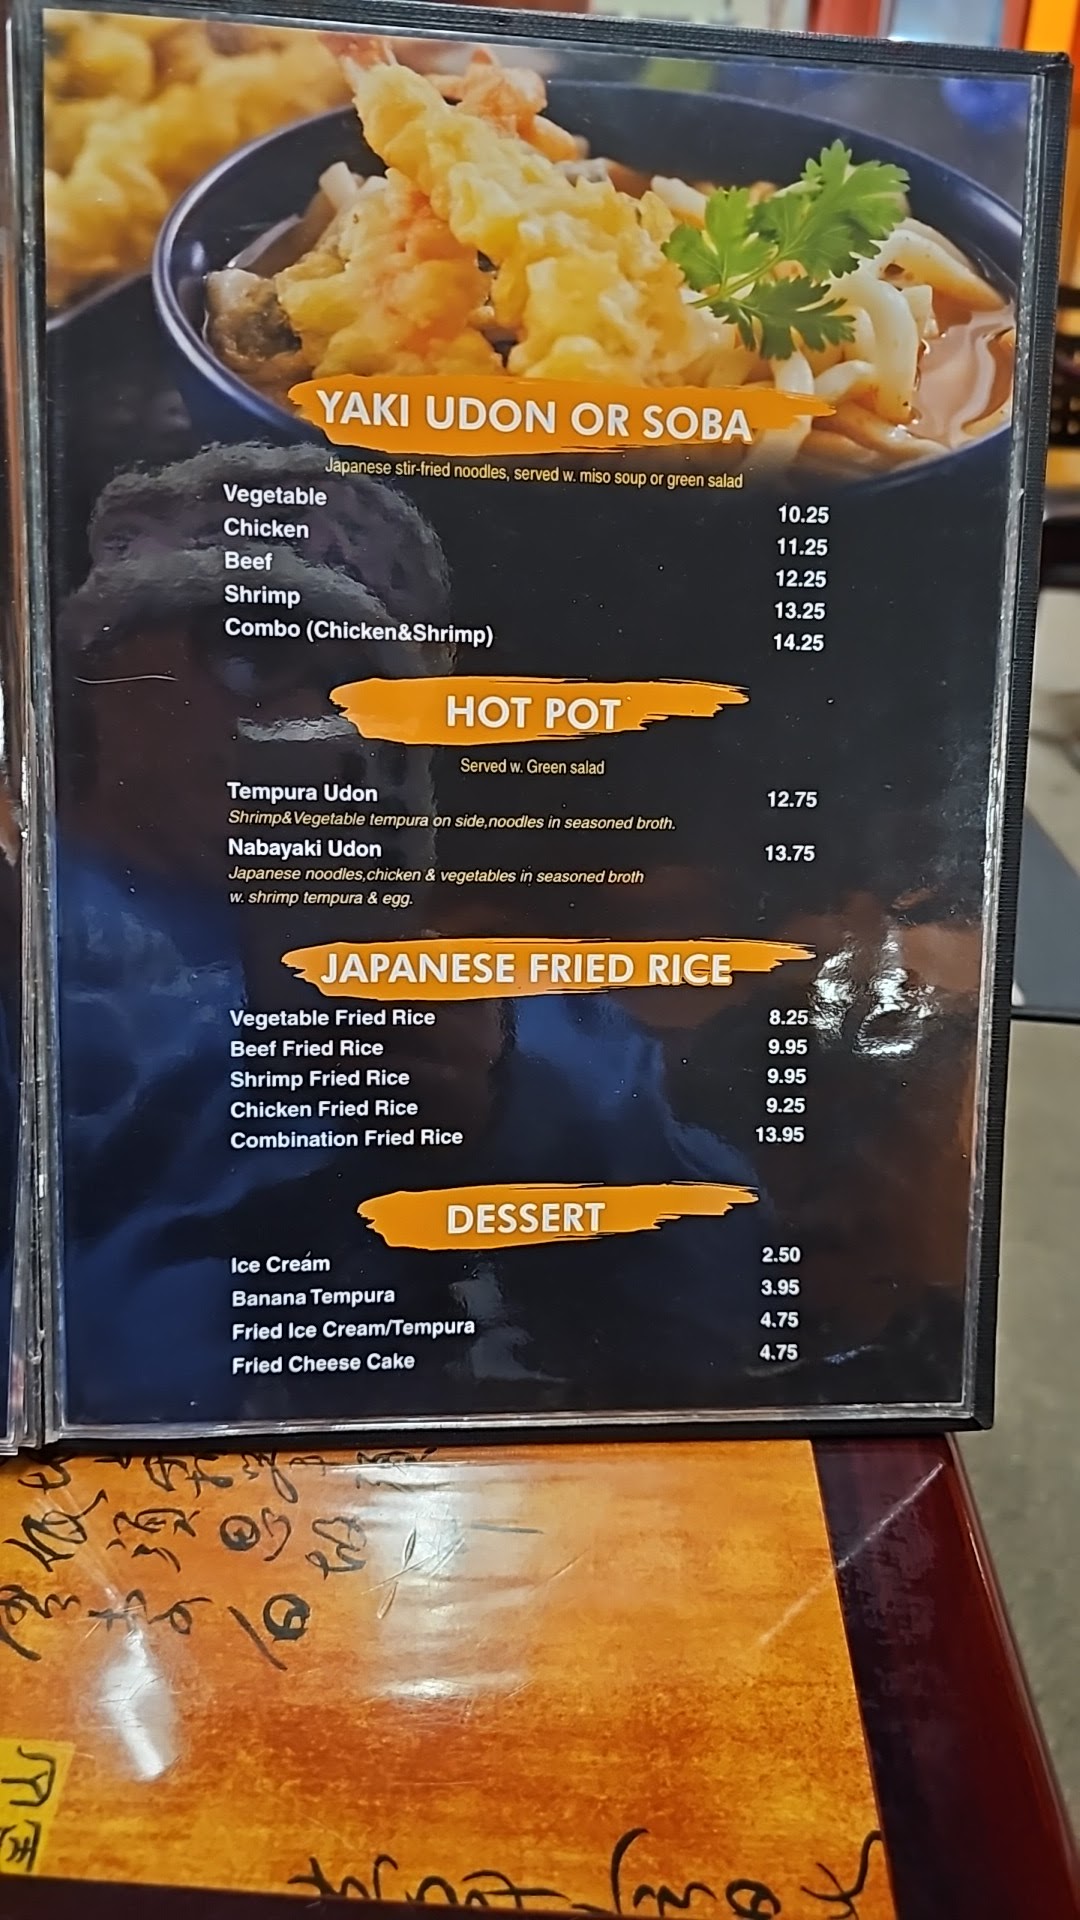 YAKI UDON OR SOBA
Japanese stir-fried noodles, served w. miso soup or green salad
Vegetable 10.25
Chicken 11.25
Beef 12.25
Shrimp 13.25
Combo (Chicken&Shrimp) 14.25
HOT POT
Served w. Green salad
Tempura Udon 12.75
Shrimp&Vegetable tempura on side,noodles in seasoned broth.
Nabayaki Udon 13.75
Japanese noodles,chicken & vegetables in seasoned broth
w. shrimp tempura & egg.
JAPANESE FRIED RICE
Vegetable Fried Rice 8.25
Beef Fried Rice 9.95
Shrimp Fried Rice 9.95
Chicken Fried Rice 9.25
Combination Fried Rice 13.95
DESSERT
Ice Cream 2.50
Banana Tempura 3.95
Fried Ice Cream/Tempura 4.75
Fried Cheese Cake 4.75